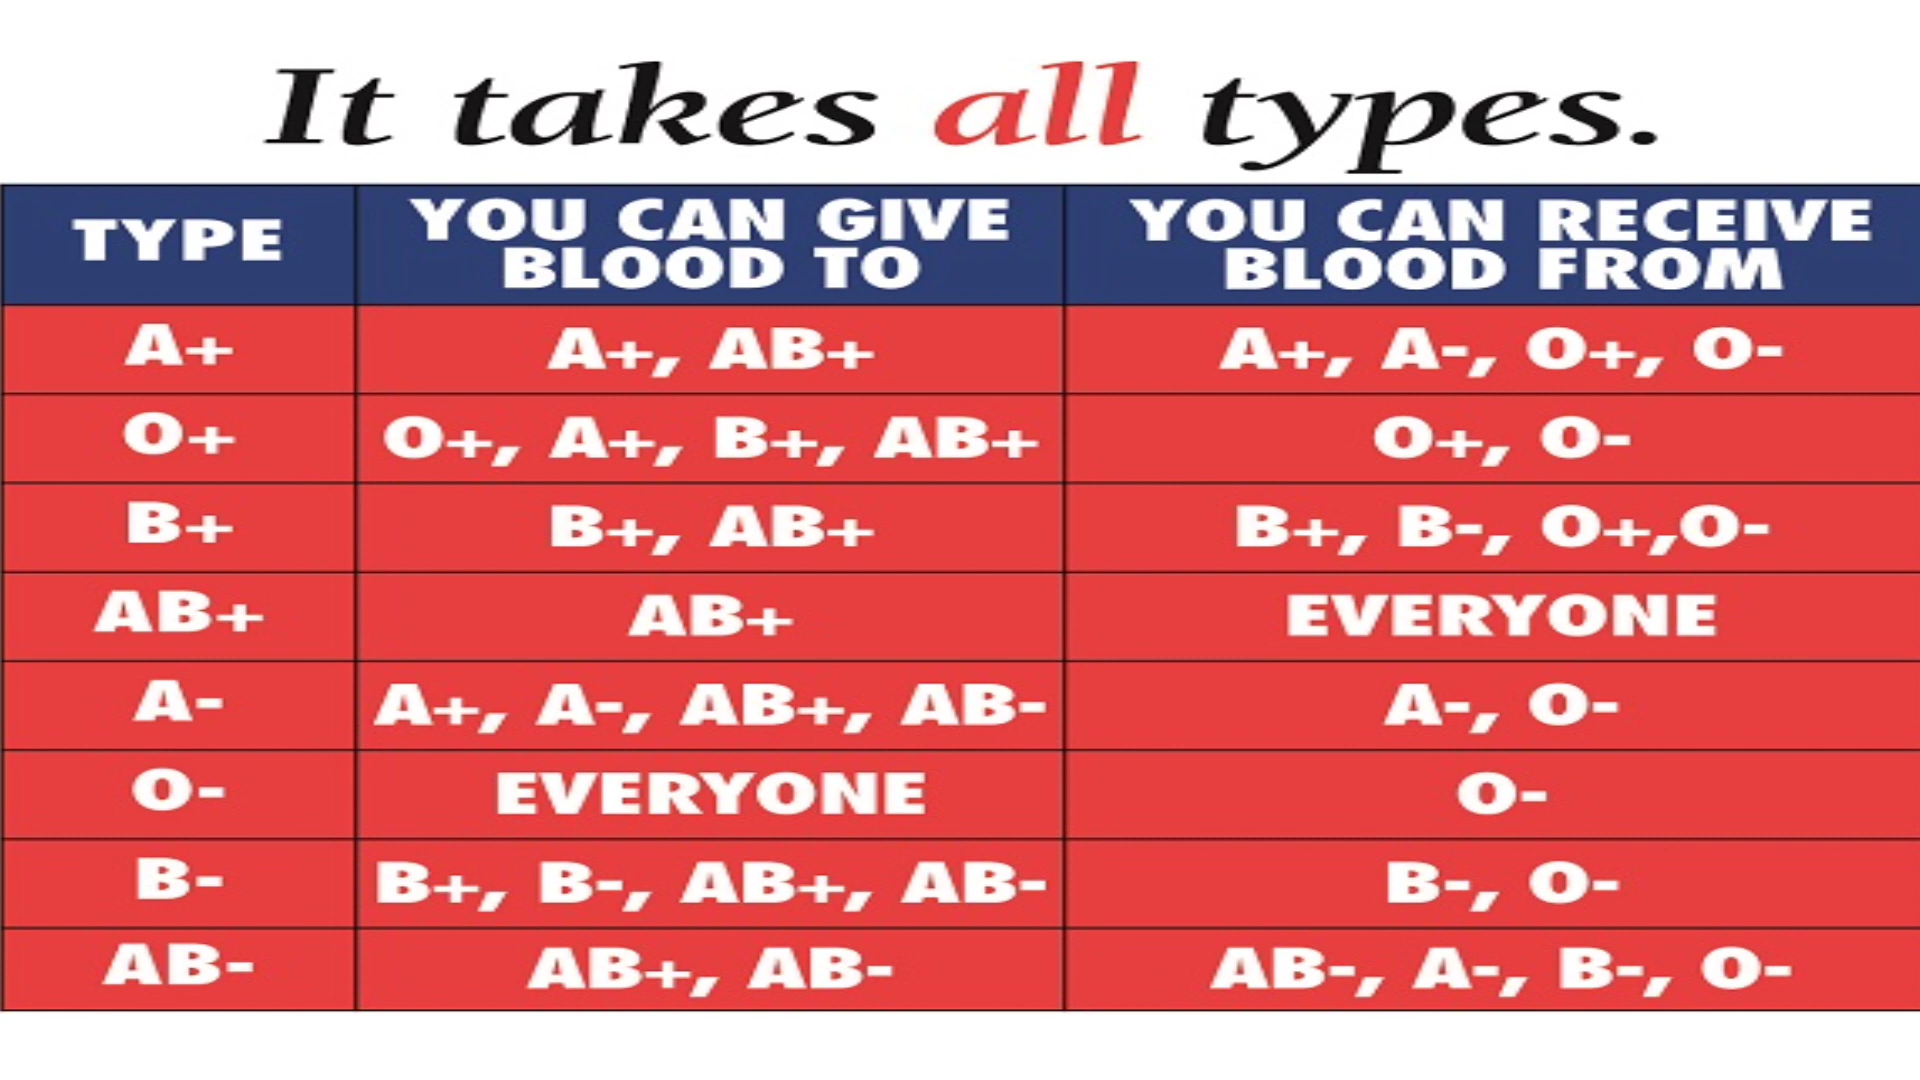 It takes all types.
TYPE YOU CAN GIVE BLOOD TO YOU CAN RECEIVE BLOOD FROM
A+ A+, AB+ A+, A-, O+, O-
O+ O+, A+, B+, AB+ O+, O-
B+ B+, AB+ B+, B-, O+,O-
AB+ AB+ EVERYONE
A- A+, A-, AB+, AB- A-, O-
O- EVERYONE O-
B- B+, B-, AB+, AB- B-, O-
AB- AB+, AB- AB-, A-, B-, O-